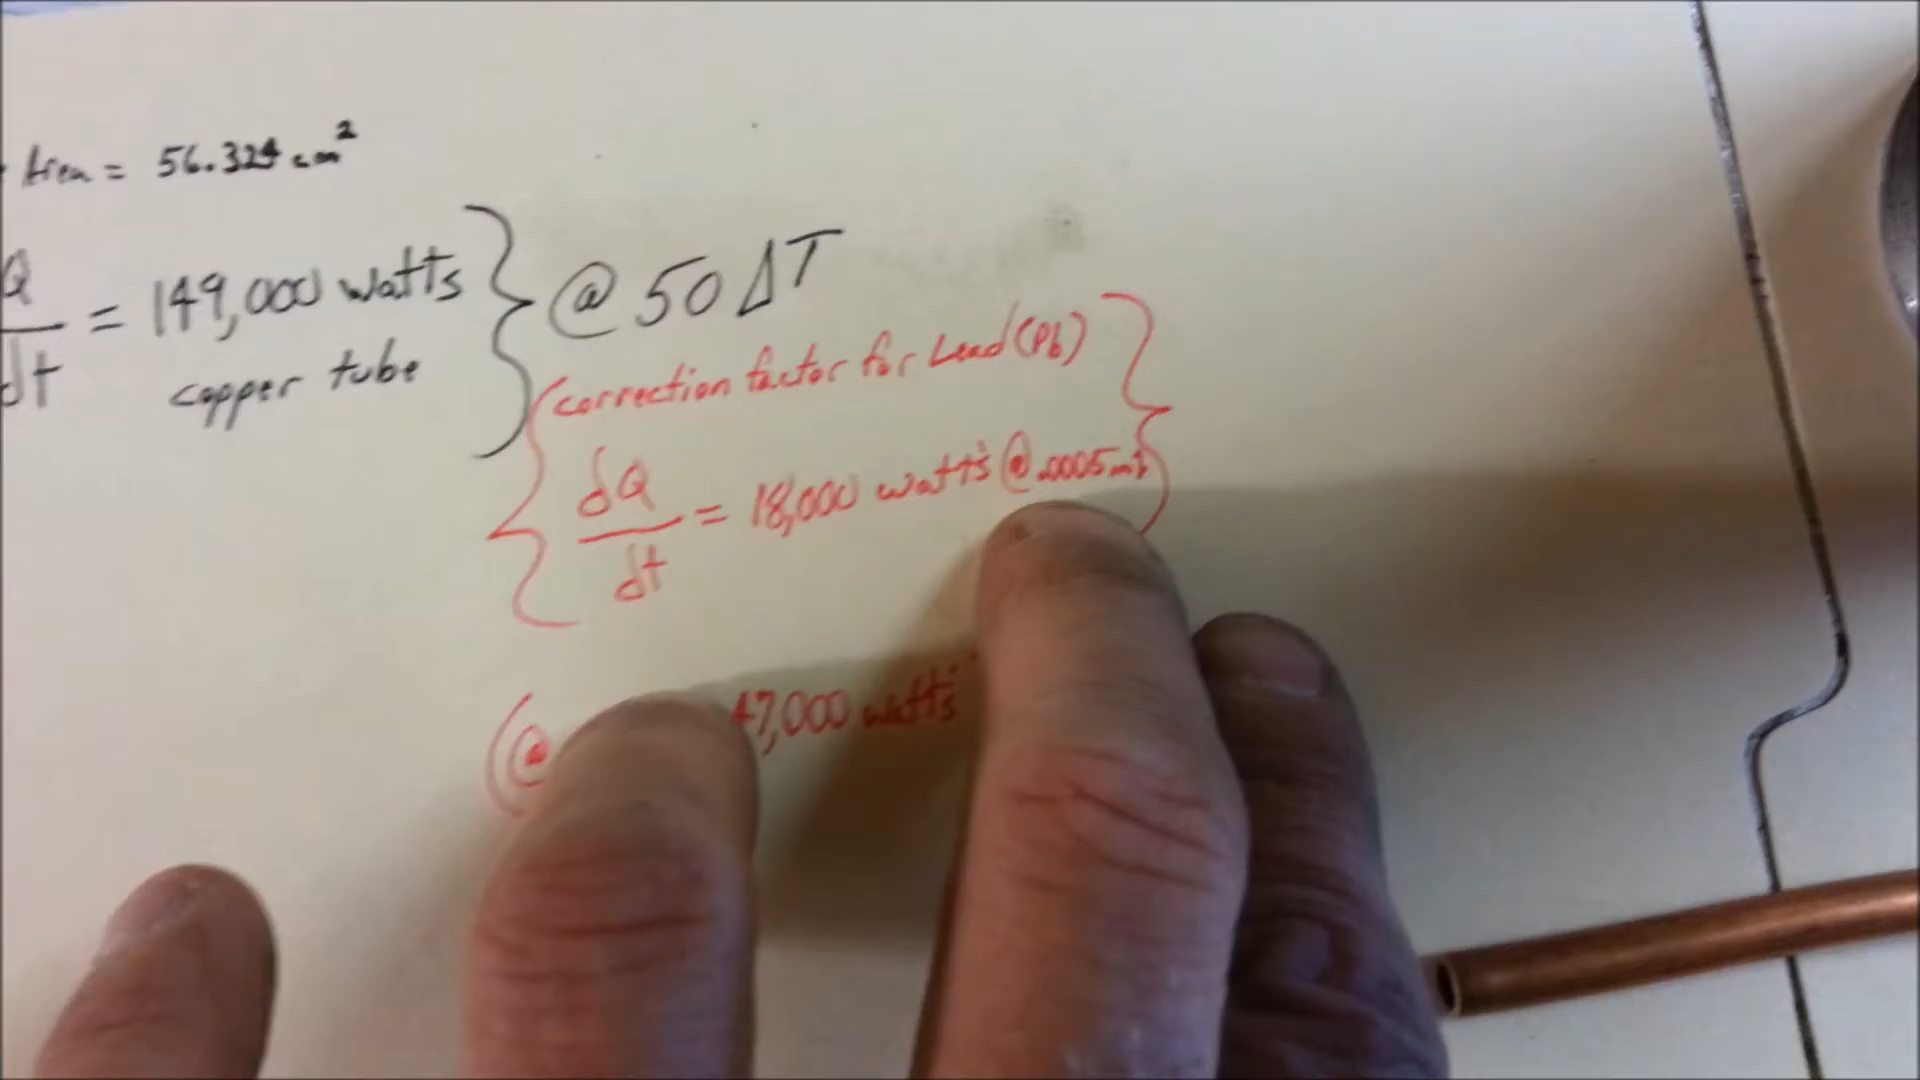 Area = 56.324 cm²
dQ/dt = 149,000 watts
copper tube
@ 50 ΔT
Correction factor for Lead (Pb)
dQ/dt = 18,000 watts @ .0005m
(@ 47,000 watts